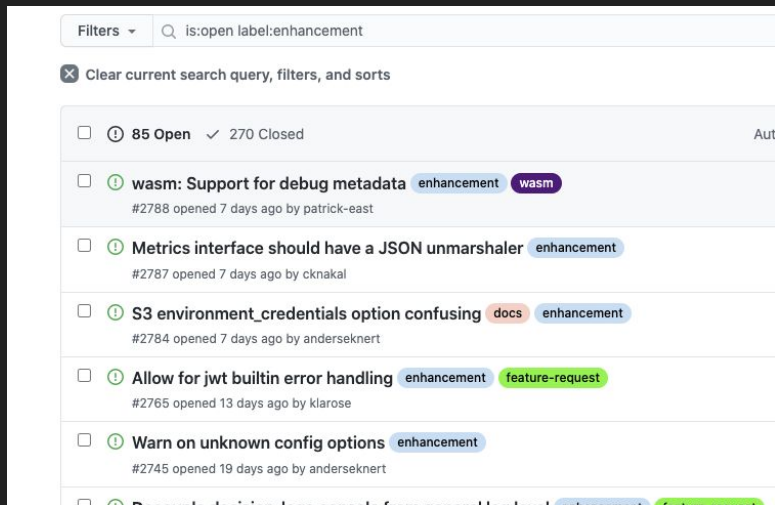 Filters
is:open label:enhancement
Clear current search query, filters, and sorts
85 Open 270 Closed
Aut
wasm: Support for debug metadata enhancement wasm
#2788 opened 7 days ago by patrick-east
Metrics interface should have a JSON unmarshaler enhancement
#2787 opened 7 days ago by cknakal
S3 environment_credentials option confusing docs enhancement
#2784 opened 7 days ago by anderseknert
Allow for jwt builtin error handling enhancement feature-request
#2765 opened 13 days ago by klarose
Warn on unknown config options enhancement
#2745 opened 19 days ago by anderseknert